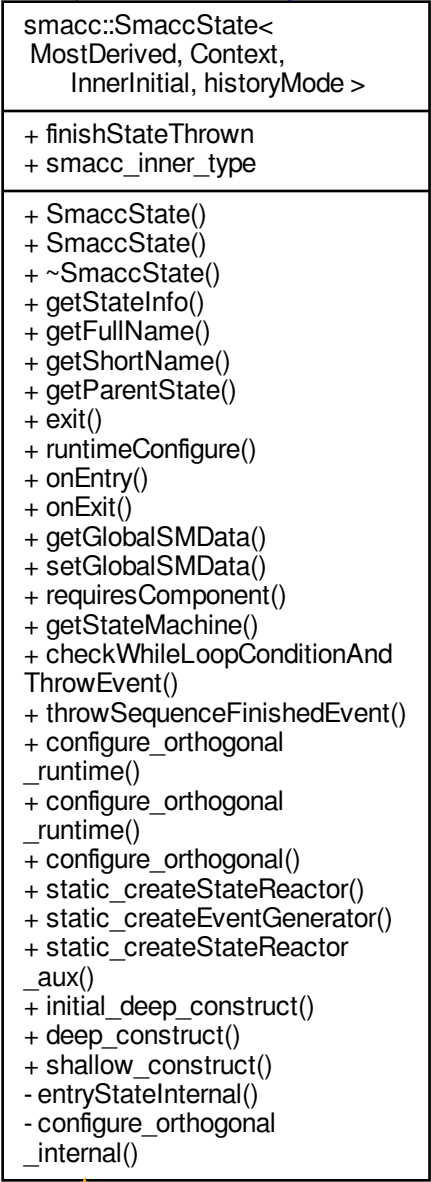 smacc::SmaccState<
MostDerived, Context,
InnerInitial, historyMode >
+ finishStateThrown
+ smacc_inner_type
+ SmaccState()
+ SmaccState()
+ ~SmaccState()
+ getStateInfo()
+ getFullName()
+ getShortName()
+ getParentState()
+ exit()
+ runtimeConfigure()
+ onEntry()
+ onExit()
+ getGlobalSMData()
+ setGlobalSMData()
+ requiresComponent()
+ getStateMachine()
+ checkWhileLoopConditionAnd
ThrowEvent()
+ throwSequenceFinishedEvent()
+ configure_orthogonal
_runtime()
+ configure_orthogonal
_runtime()
+ configure_orthogonal()
+ static_createStateReactor()
+ static_createEventGenerator()
+ static_createStateReactor
_aux()
+ initial_deep_construct()
+ deep_construct()
+ shallow_construct()
- entryStateInternal()
- configure_orthogonal
_internal()